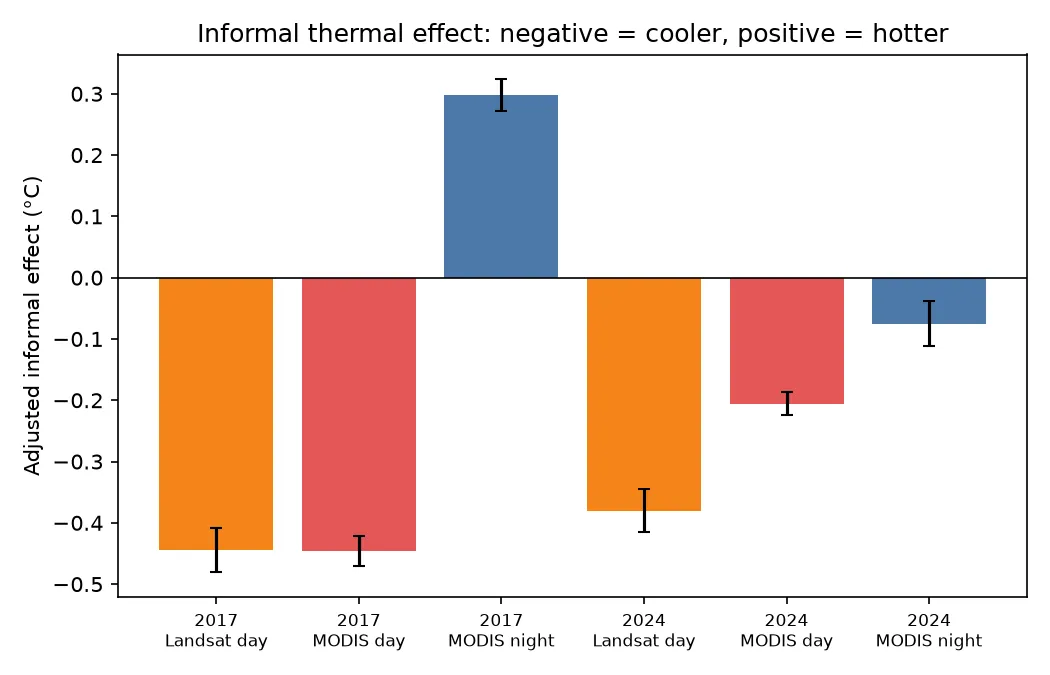 Informal thermal effect: negative = cooler, positive = hotter
Adjusted informal effect (°C)
0.3
0.2
0.1
0.0
−0.1
−0.2
−0.3
−0.4
−0.5
2017
Landsat day
2017
MODIS day
2017
MODIS night
2024
Landsat day
2024
MODIS day
2024
MODIS night